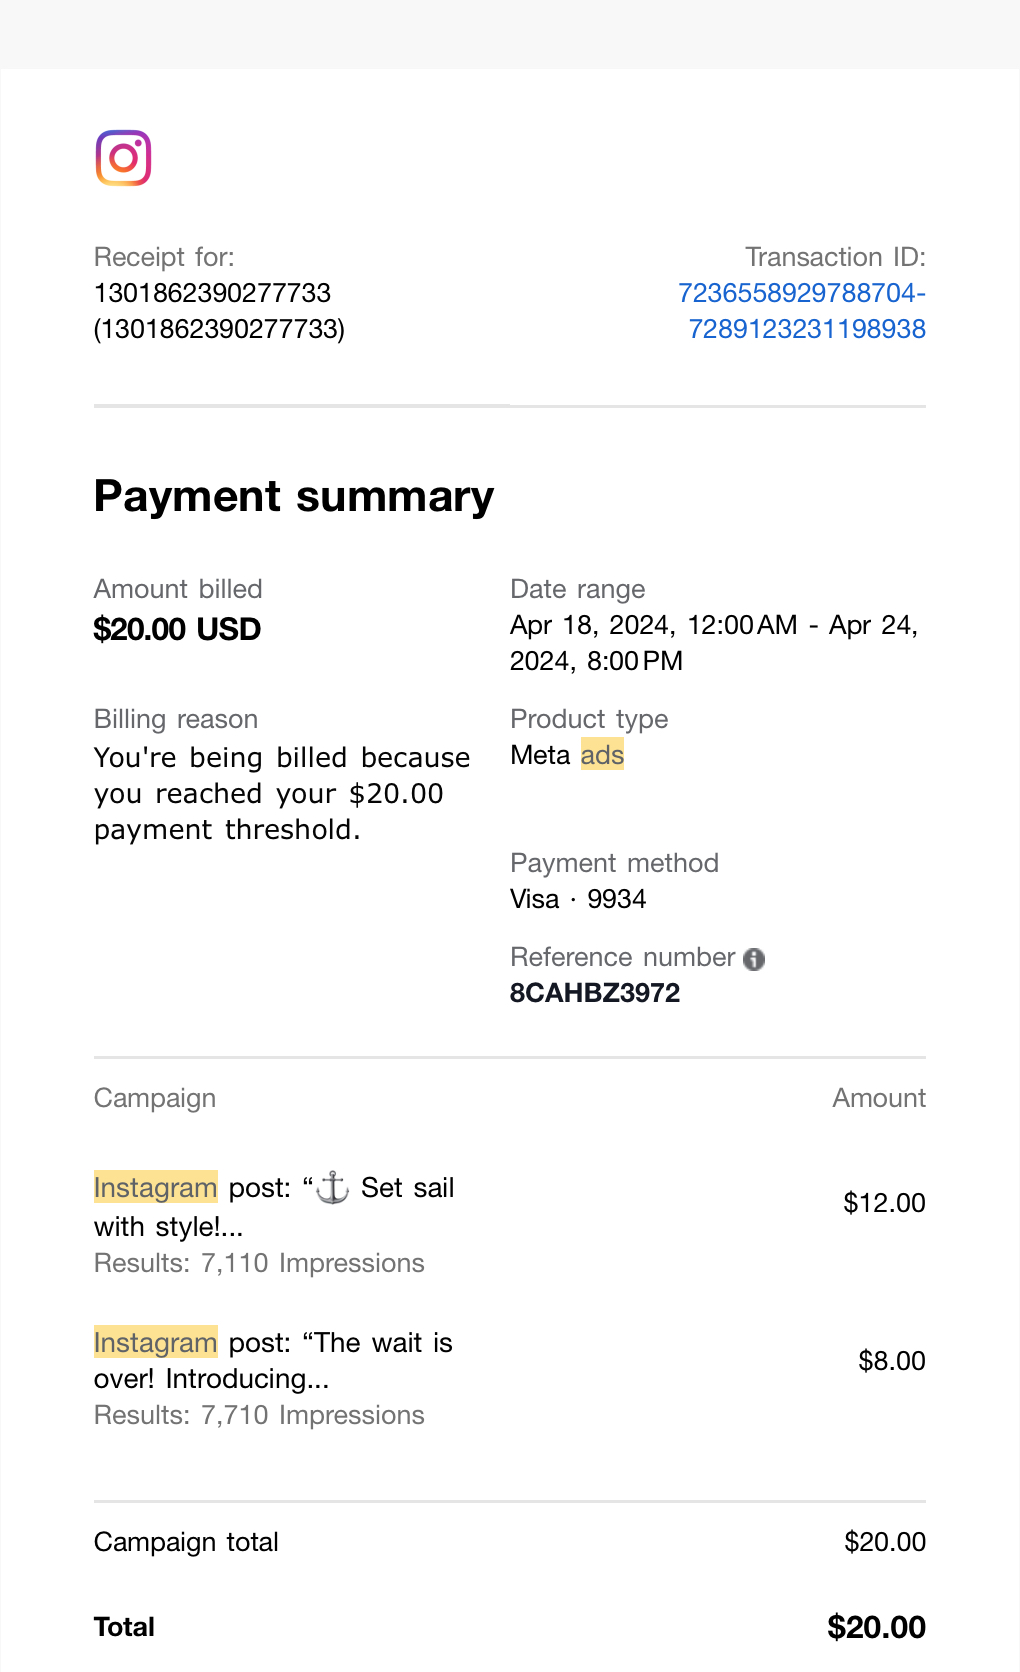 Receipt for:
1301862390277733
(1301862390277733)
Transaction ID:
7236558929788704-
7289123231198938
Payment summary
Amount billed
$20.00 USD
Date range
Apr 18, 2024, 12:00 AM - Apr 24,
2024, 8:00 PM
Billing reason
You're being billed because
you reached your $20.00
payment threshold.
Product type
Meta ads
Payment method
Visa · 9934
Reference number
8CAHBZ3972
Campaign Amount
Instagram post: “⚓ Set sail
with style!...
$12.00
Results: 7,110 Impressions
Instagram post: “The wait is
over! Introducing...
$8.00
Results: 7,710 Impressions
Campaign total $20.00
Total $20.00